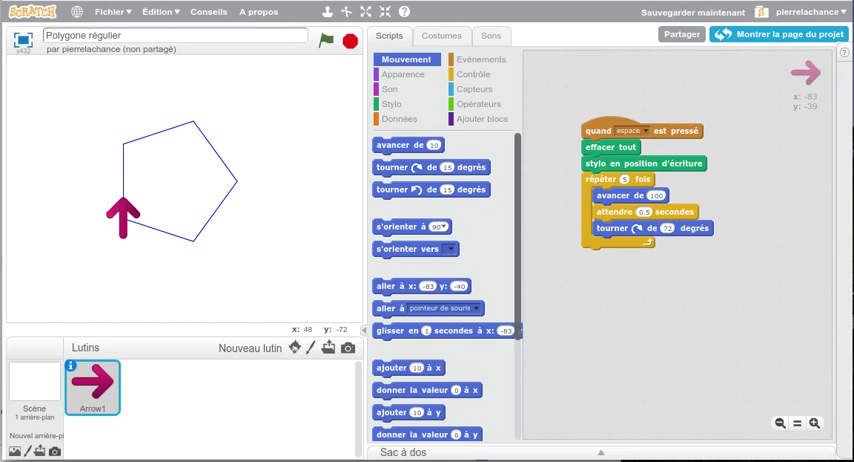 SCRATCH Fichier Édition Conseils A propos Sauvegarder maintenant pierrelachance
Polygone régulier
par pierrelachance (non partagé)
v432
Scripts Costumes Sons Partager Montrer la page du projet
Mouvement Evénements
Apparence Contrôle
Son Capteurs
Stylo Opérateurs
Données Ajouter blocs
avancer de 10
tourner de 15 degrés
tourner de 15 degrés
s'orienter à 90
s'orienter vers
aller à x: -83 y: -40
aller à pointeur de souris
glisser en 1 secondes à x: -83
ajouter 10 à x
donner la valeur 0 à x
ajouter 10 à y
donner la valeur 0 à y
x: -83
y: -39
quand espace est pressé
effacer tout
stylo en position d'écriture
répéter 5 fois
avancer de 100
attendre 0.5 secondes
tourner de 72 degrés
x: 48 y: -72
Lutins Nouveau lutin
Scène
1 arrière-plan
Arrow1
Nouvel arrière-pl
Sac à dos